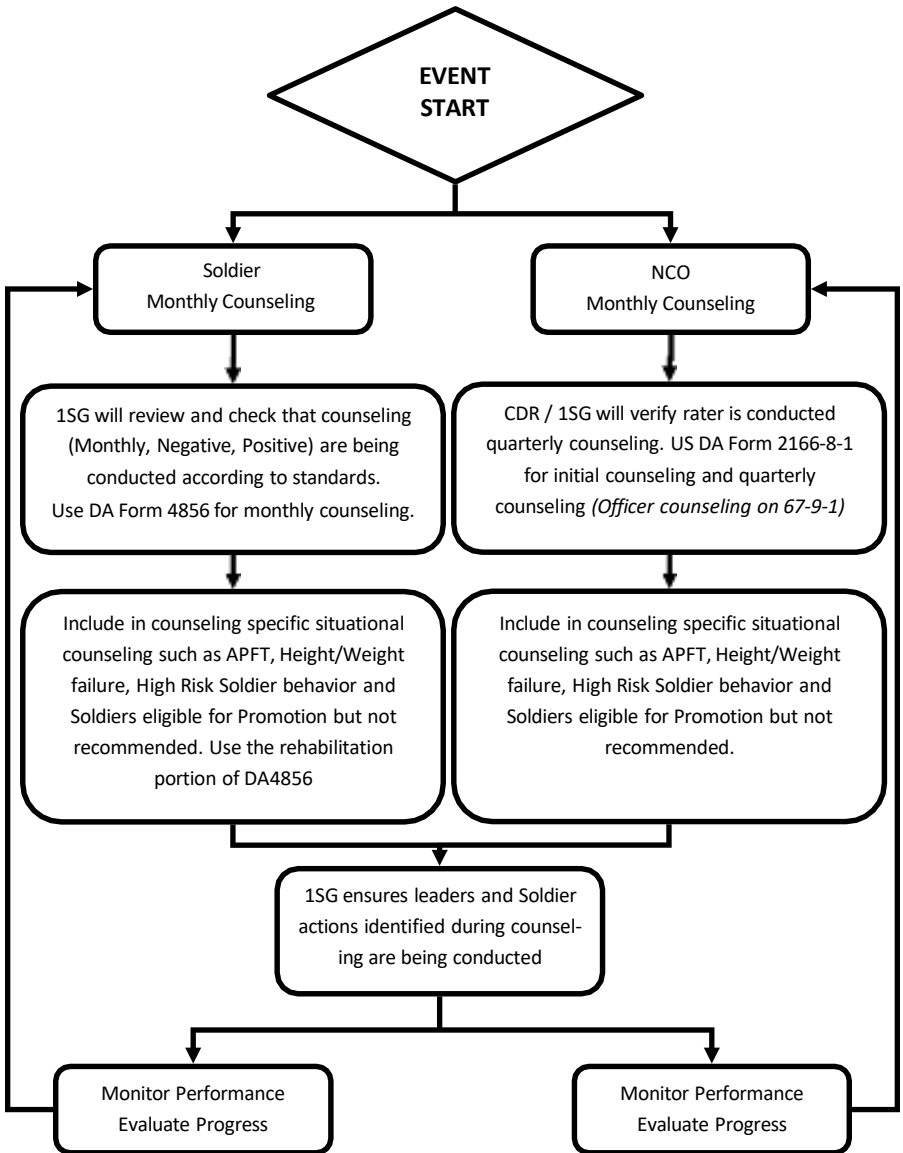 EVENT
START
Soldier
Monthly Counseling
NCO
Monthly Counseling
1SG will review and check that counseling
(Monthly, Negative, Positive) are being
conducted according to standards.
Use DA Form 4856 for monthly counseling.
CDR / 1SG will verify rater is conducted
quarterly counseling. US DA Form 2166-8-1
for initial counseling and quarterly
counseling (Officer counseling on 67-9-1)
Include in counseling specific situational
counseling such as APFT, Height/Weight
failure, High Risk Soldier behavior and
Soldiers eligible for Promotion but not
recommended. Use the rehabilitation
portion of DA4856
Include in counseling specific situational
counseling such as APFT, Height/Weight
failure, High Risk Soldier behavior and
Soldiers eligible for Promotion but not
recommended.
1SG ensures leaders and Soldier
actions identified during counsel-
ing are being conducted
Monitor Performance
Evaluate Progress
Monitor Performance
Evaluate Progress